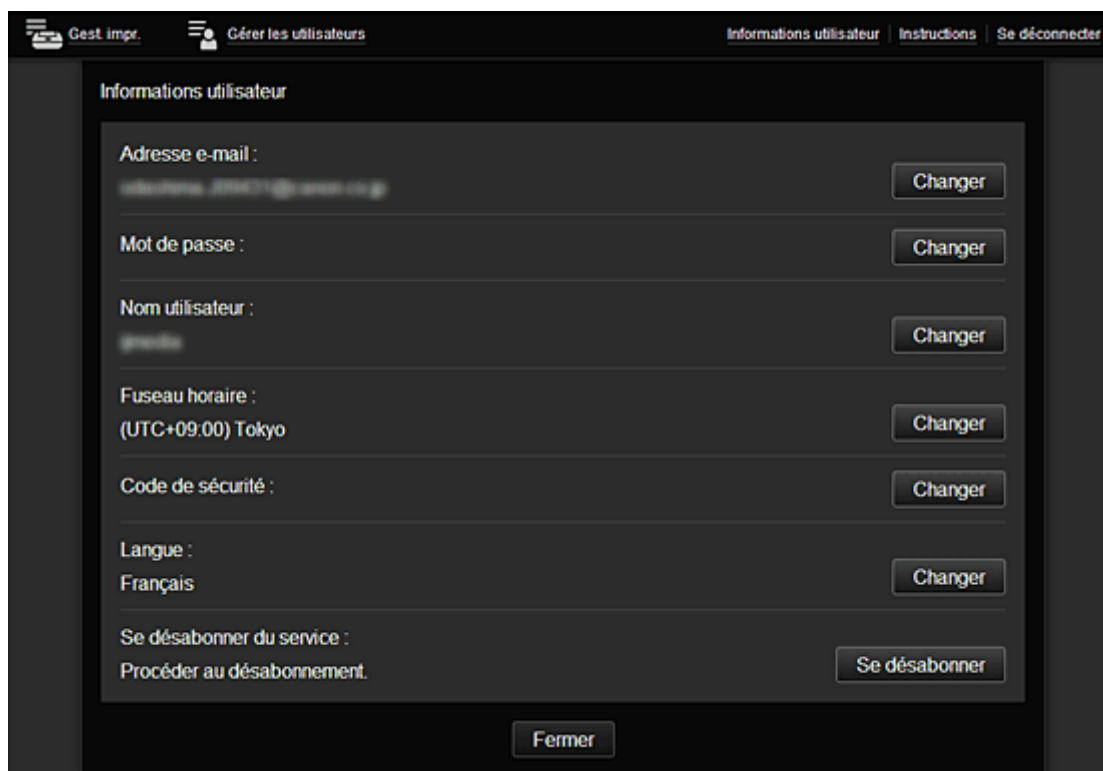 Gest. impr. Gérer les utilisateurs Informations utilisateur Instructions Se déconnecter
Informations utilisateur
Adresse e-mail :
Changer
Mot de passe :
Changer
Nom utilisateur :
Changer
Fuseau horaire :
(UTC+09:00) Tokyo
Changer
Code de sécurité :
Changer
Langue :
Français
Changer
Se désabonner du service :
Procéder au désabonnement.
Se désabonner
Fermer